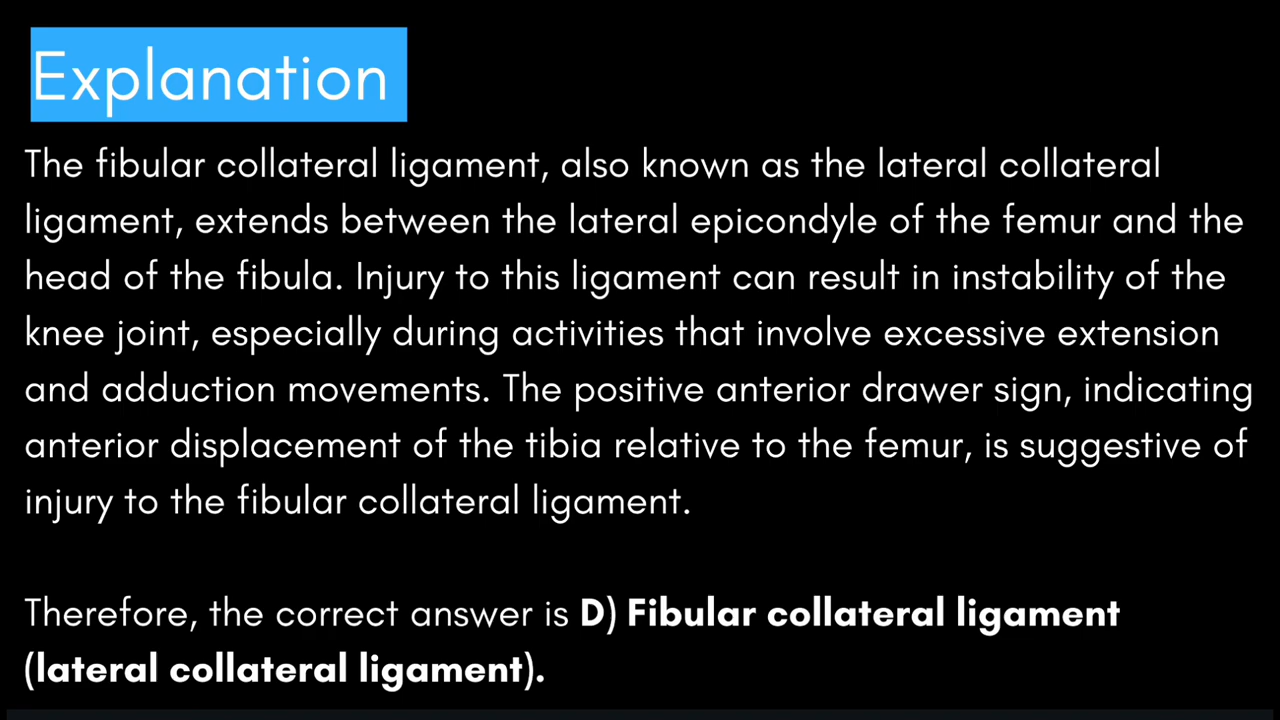 Explanation
The fibular collateral ligament, also known as the lateral collateral
ligament, extends between the lateral epicondyle of the femur and the
head of the fibula. Injury to this ligament can result in instability of the
knee joint, especially during activities that involve excessive extension
and adduction movements. The positive anterior drawer sign, indicating
anterior displacement of the tibia relative to the femur, is suggestive of
injury to the fibular collateral ligament.
Therefore, the correct answer is D) Fibular collateral ligament
(lateral collateral ligament).